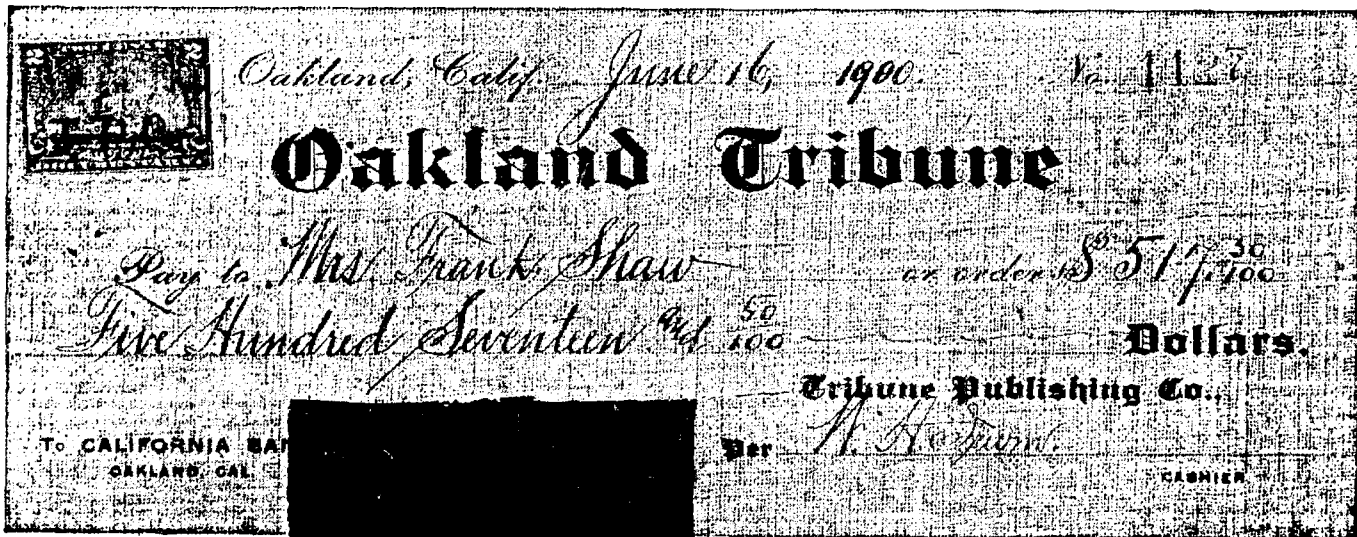 Oakland, Calif. June 16, 1900. No. 1127
Oakland Tribune
Pay to Mrs. Frank Shaw or order $ 517 50/100
Five Hundred Seventeen and 50/100 Dollars.
Tribune Publishing Co.,
To CALIFORNIA BAN
Per W. H.
OAKLAND, CAL.
CASHIER